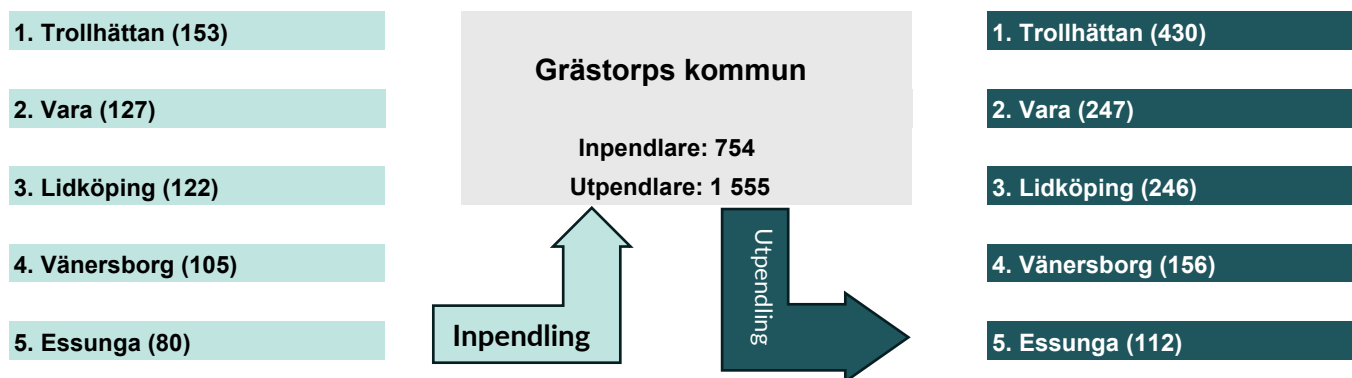 1. Trollhättan (153)
2. Vara (127)
3. Lidköping (122)
4. Vänersborg (105)
5. Essunga (80)
Grästorps kommun
Inpendlare: 754
Utpendlare: 1 555
Inpendling
Utpendling
1. Trollhättan (430)
2. Vara (247)
3. Lidköping (246)
4. Vänersborg (156)
5. Essunga (112)